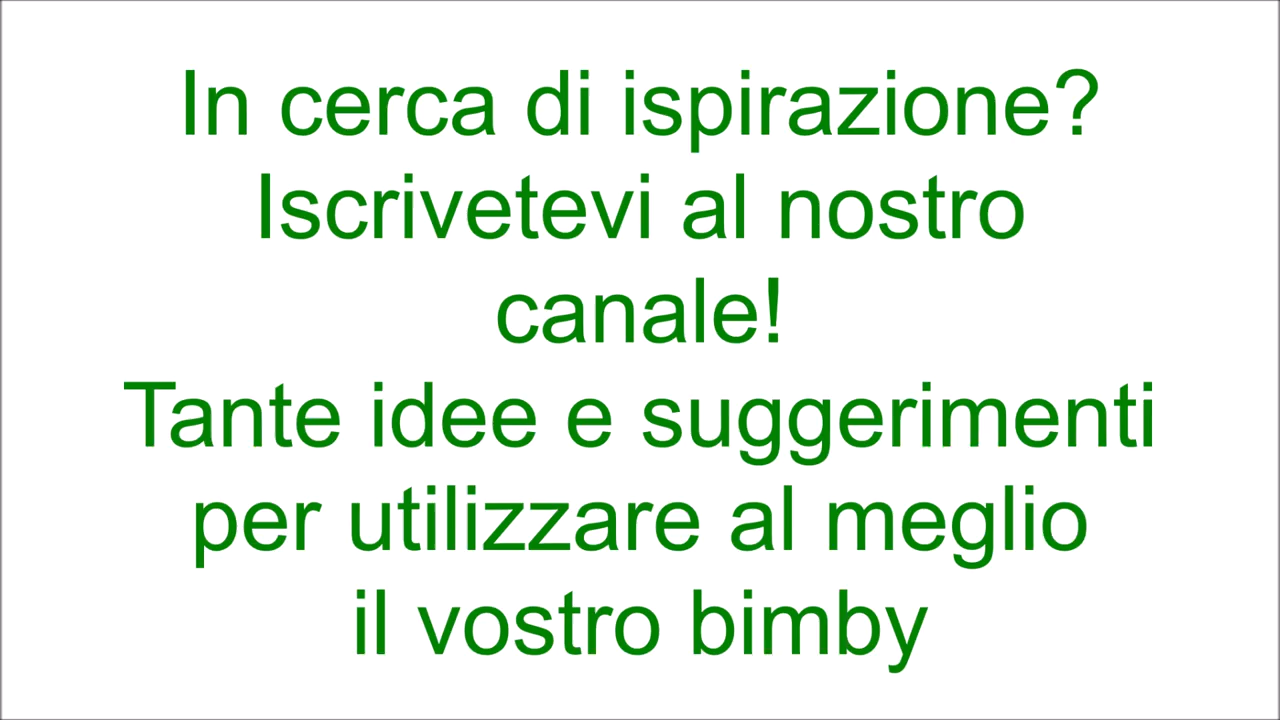 In cerca di ispirazione?
Iscrivetevi al nostro
canale!
Tante idee e suggerimenti
per utilizzare al meglio
il vostro bimby